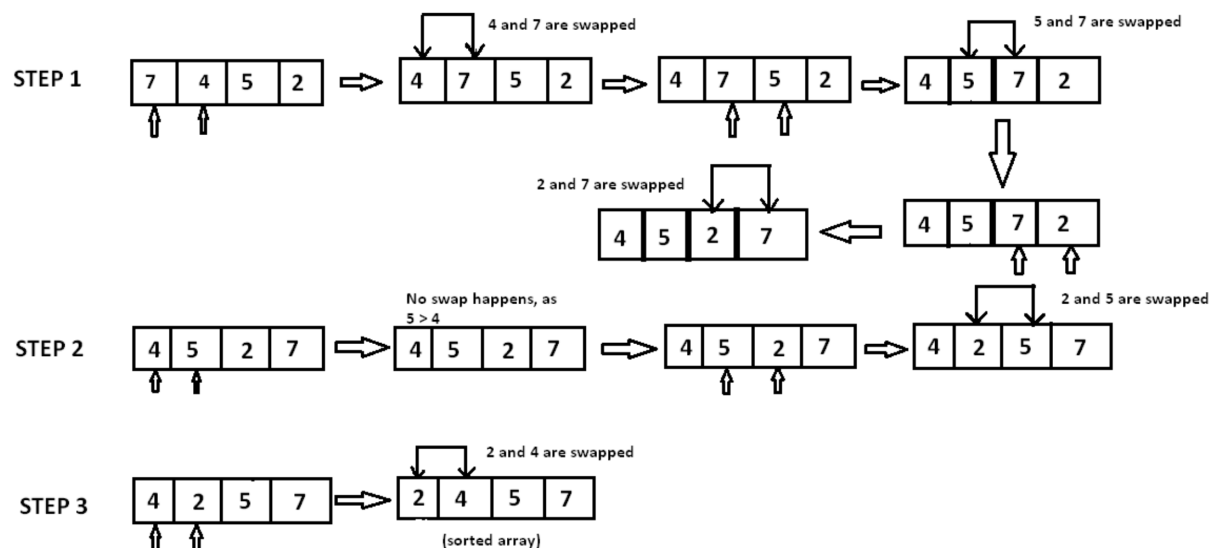 4 and 7 are swapped
5 and 7 are swapped
STEP 1
7 4 5 2
4 7 5 2
4 7 5 2
4 5 7 2
2 and 7 are swapped
4 5 2 7
4 5 7 2
No swap happens, as
5 > 4
2 and 5 are swapped
STEP 2
4 5 2 7
4 5 2 7
4 5 2 7
4 2 5 7
2 and 4 are swapped
STEP 3
4 2 5 7
2 4 5 7
(sorted array)